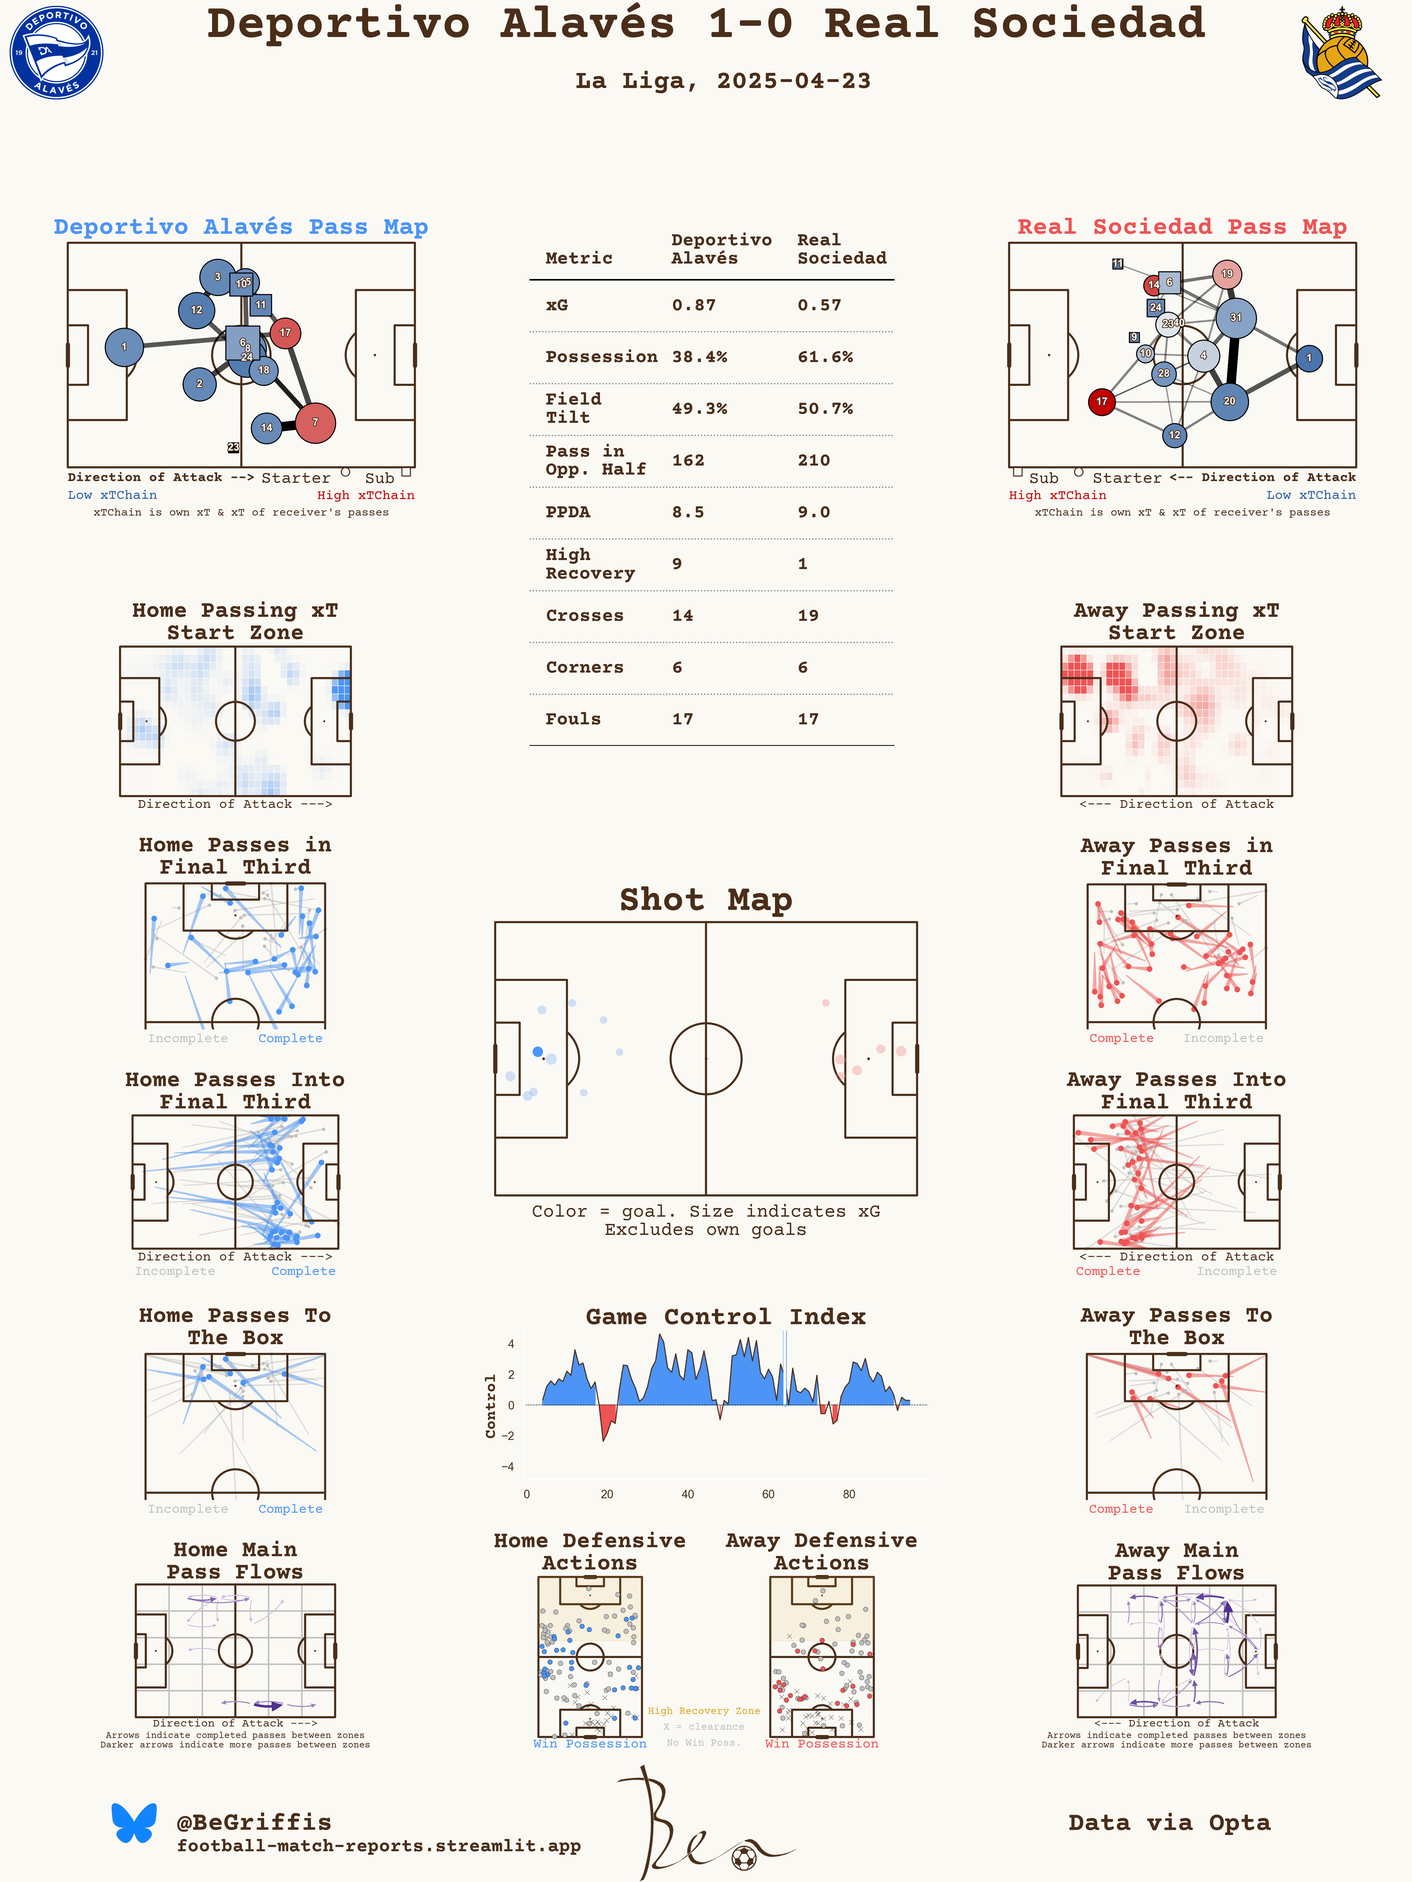 Deportivo Alavés 1-0 Real Sociedad
La Liga, 2025-04-23
DEPORTIVO
19 21
ALAVÉS
Deportivo Alavés Pass Map
3
10
12
11
17
1
6
8
24
18
2
14
7
23
Direction of Attack --> Starter Sub
Low xTChain High xTChain
xTChain is own xT & xT of receiver's passes
Metric Deportivo Alavés Real Sociedad
xG 0.87 0.57
Possession 38.4% 61.6%
Field Tilt 49.3% 50.7%
Pass in Opp. Half 162 210
PPDA 8.5 9.0
High Recovery 9 1
Crosses 14 19
Corners 6 6
Fouls 17 17
Real Sociedad Pass Map
11
14
6
19
24
23
31
9
10
4
1
28
17
20
12
Sub Starter <-- Direction of Attack
High xTChain Low xTChain
xTChain is own xT & xT of receiver's passes
Home Passing xT
Start Zone
Direction of Attack --->
Away Passing xT
Start Zone
<--- Direction of Attack
Home Passes in
Final Third
Incomplete Complete
Away Passes in
Final Third
Complete Incomplete
Shot Map
Color = goal. Size indicates xG
Excludes own goals
Home Passes Into
Final Third
Direction of Attack --->
Incomplete Complete
Away Passes Into
Final Third
<--- Direction of Attack
Complete Incomplete
Home Passes To
The Box
Incomplete Complete
Game Control Index
Control
4
2
0
−2
−4
0 20 40 60 80
Away Passes To
The Box
Complete Incomplete
Home Main
Pass Flows
Direction of Attack --->
Arrows indicate completed passes between zones
Darker arrows indicate more passes between zones
Home Defensive
Actions
Win Possession
Away Defensive
Actions
Win Possession
High Recovery Zone
X = clearance
No Win Poss.
Away Main
Pass Flows
<--- Direction of Attack
Arrows indicate completed passes between zones
Darker arrows indicate more passes between zones
@BeGriffis
football-match-reports.streamlit.app
Ben
Data via Opta